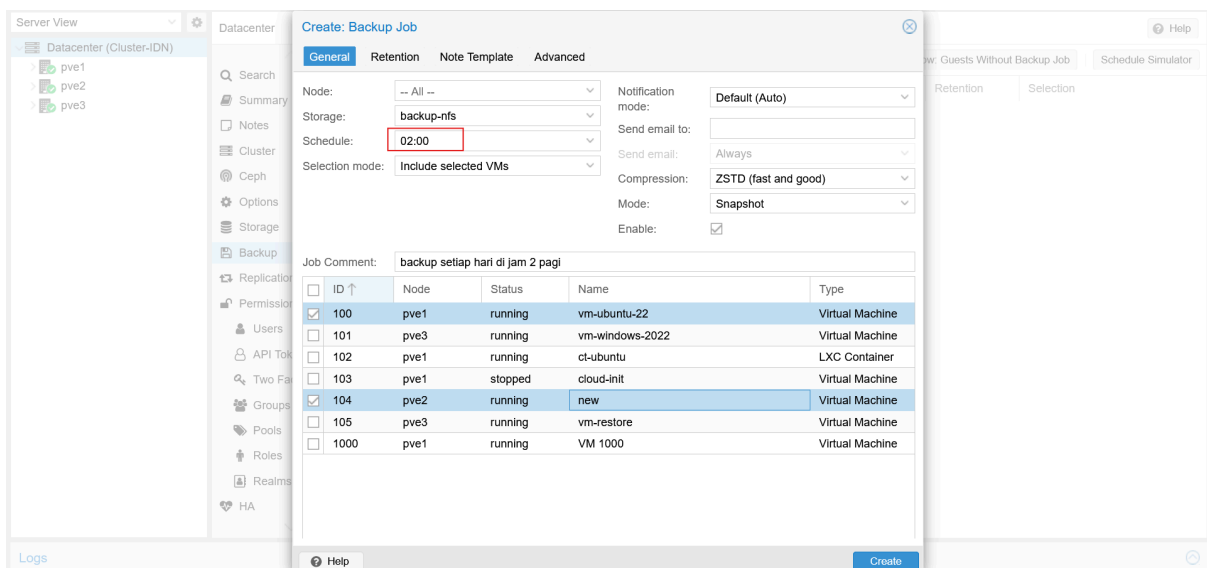 Server View
Datacenter (Cluster-IDN)
pve1
pve2
pve3
Datacenter
Search
Summary
Notes
Cluster
Ceph
Options
Storage
Backup
Replication
Users
Groups
Pools
Roles
Realms
HA
Help
Guests Without Backup Job
Schedule Simulator
Retention Selection
Create: Backup Job
General Retention Note Template Advanced
Node: -- All --
Storage: backup-nfs
Schedule: 02:00
Selection mode: Include selected VMs
Notification mode: Default (Auto)
Send email to:
Send email: Always
Compression: ZSTD (fast and good)
Mode: Snapshot
Enable:
Job Comment: backup setiap hari di jam 2 pagi
ID ↑ Node Status Name Type
100 pve1 running vm-ubuntu-22 Virtual Machine
101 pve3 running vm-windows-2022 Virtual Machine
102 pve1 running ct-ubuntu LXC Container
103 pve1 stopped cloud-init Virtual Machine
104 pve2 running new Virtual Machine
105 pve3 running vm-restore Virtual Machine
1000 pve1 running VM 1000 Virtual Machine
Help Create
Logs